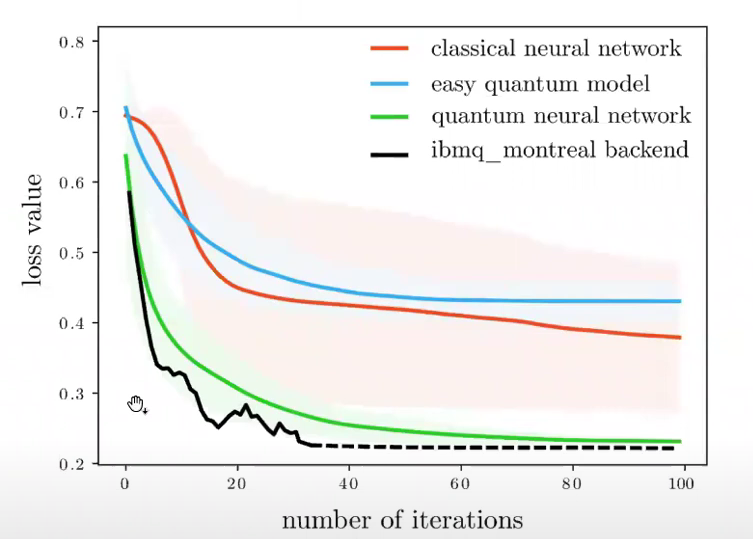 0.8
classical neural network
easy quantum model
0.7
quantum neural network
ibmq_montreal backend
0.6
loss value
0.5
0.4
0.3
0.2
0 20 40 60 80 100
number of iterations